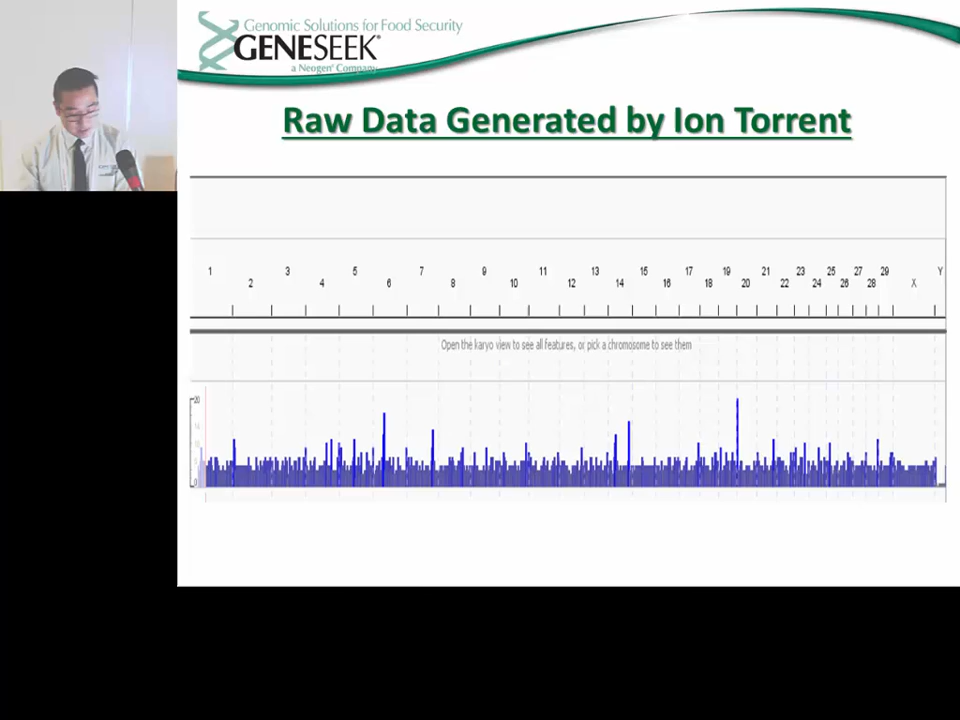 Genomic Solutions for Food Security
GENESEEK®
a Neogen® Company
Raw Data Generated by Ion Torrent
1 3 5 7 9 11 13 15 17 19 21 23 25 27 29 Y
2 4 6 8 10 12 14 16 18 20 22 24 26 28 X
Open the karyo view to see all features, or pick a chromosome to see them
20
0